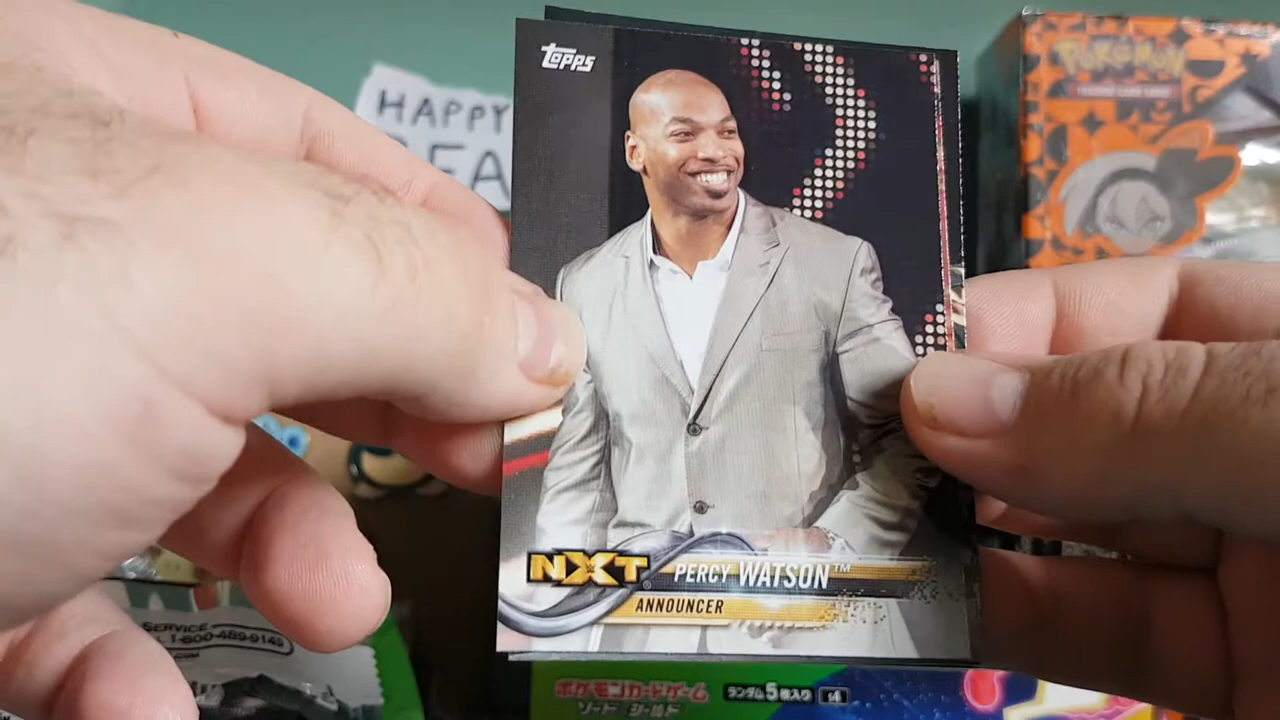 topps
HAPPY
Pokémon
TRADING CARD GAME
NXT
PERCY WATSON™
ANNOUNCER
SERVICE
1-800-489-9149
ポケモンカードゲーム
ソード シールド
ランダム5枚入り
s4